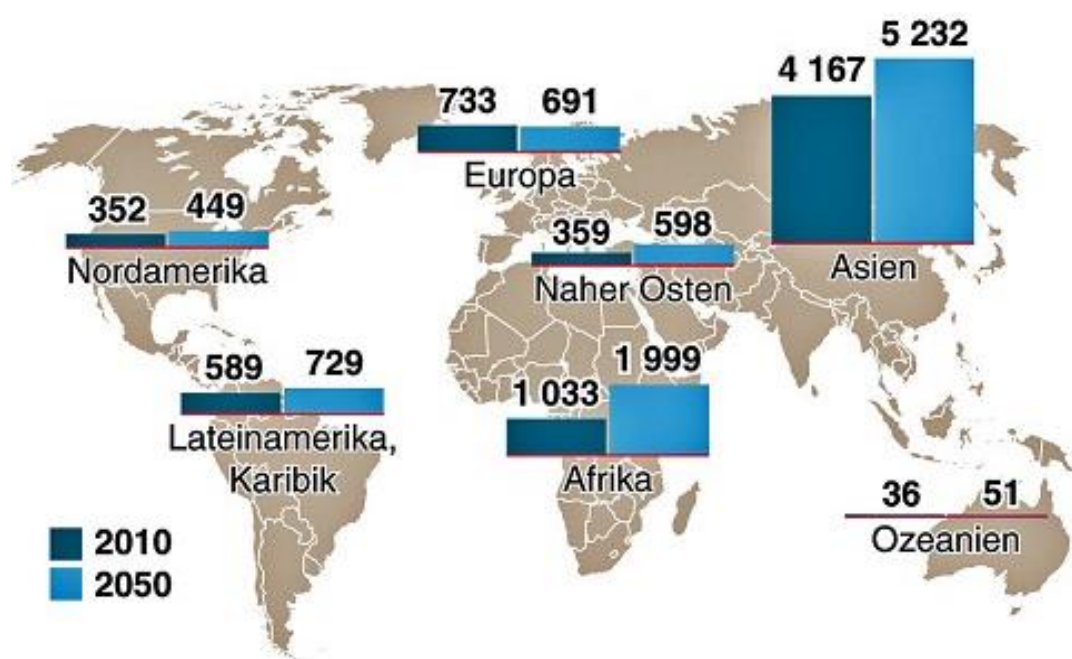 5 232
4 167
733 691
Europa
352 449
Nordamerika
359 598
Naher Osten
Asien
589 729
Lateinamerika,
Karibik
1 999
1 033
Afrika
36 51
Ozeanien
2010
2050